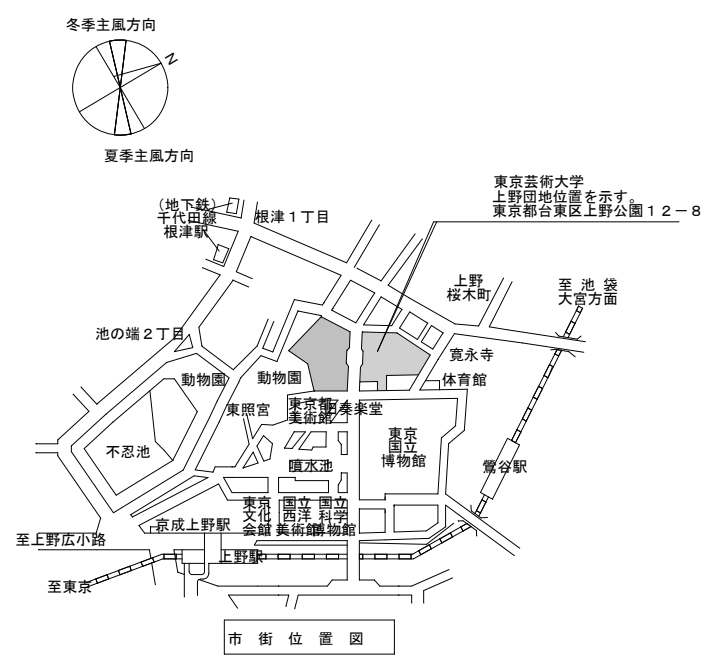 冬季主風方向
N
夏季主風方向
東京芸術大学
上野団地位置を示す。
東京都台東区上野公園12-8
(地下鉄)
千代田線
根津駅
根津1丁目
上野
桜木町
至池袋
大宮方面
池の端2丁目
寛永寺
動物園
動物園
体育館
東照宮
東京都
美術館
旧奏楽堂
不忍池
東京
国立
博物館
噴水池
鶯谷駅
東京
文化
会館
国立
西洋
美術館
国立
科学
博物館
京成上野駅
至上野広小路
上野駅
至東京
市街位置図